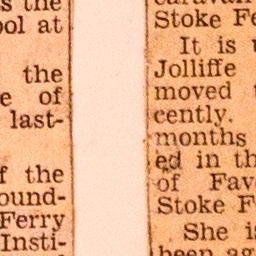 s the
ool at
the
e of
last-
f the
ound-
Ferry
Insti-
Stoke Fe
It is
Jolliffe
moved
cently.
months
ed in th
of Fav
Stoke F
She is
been ag